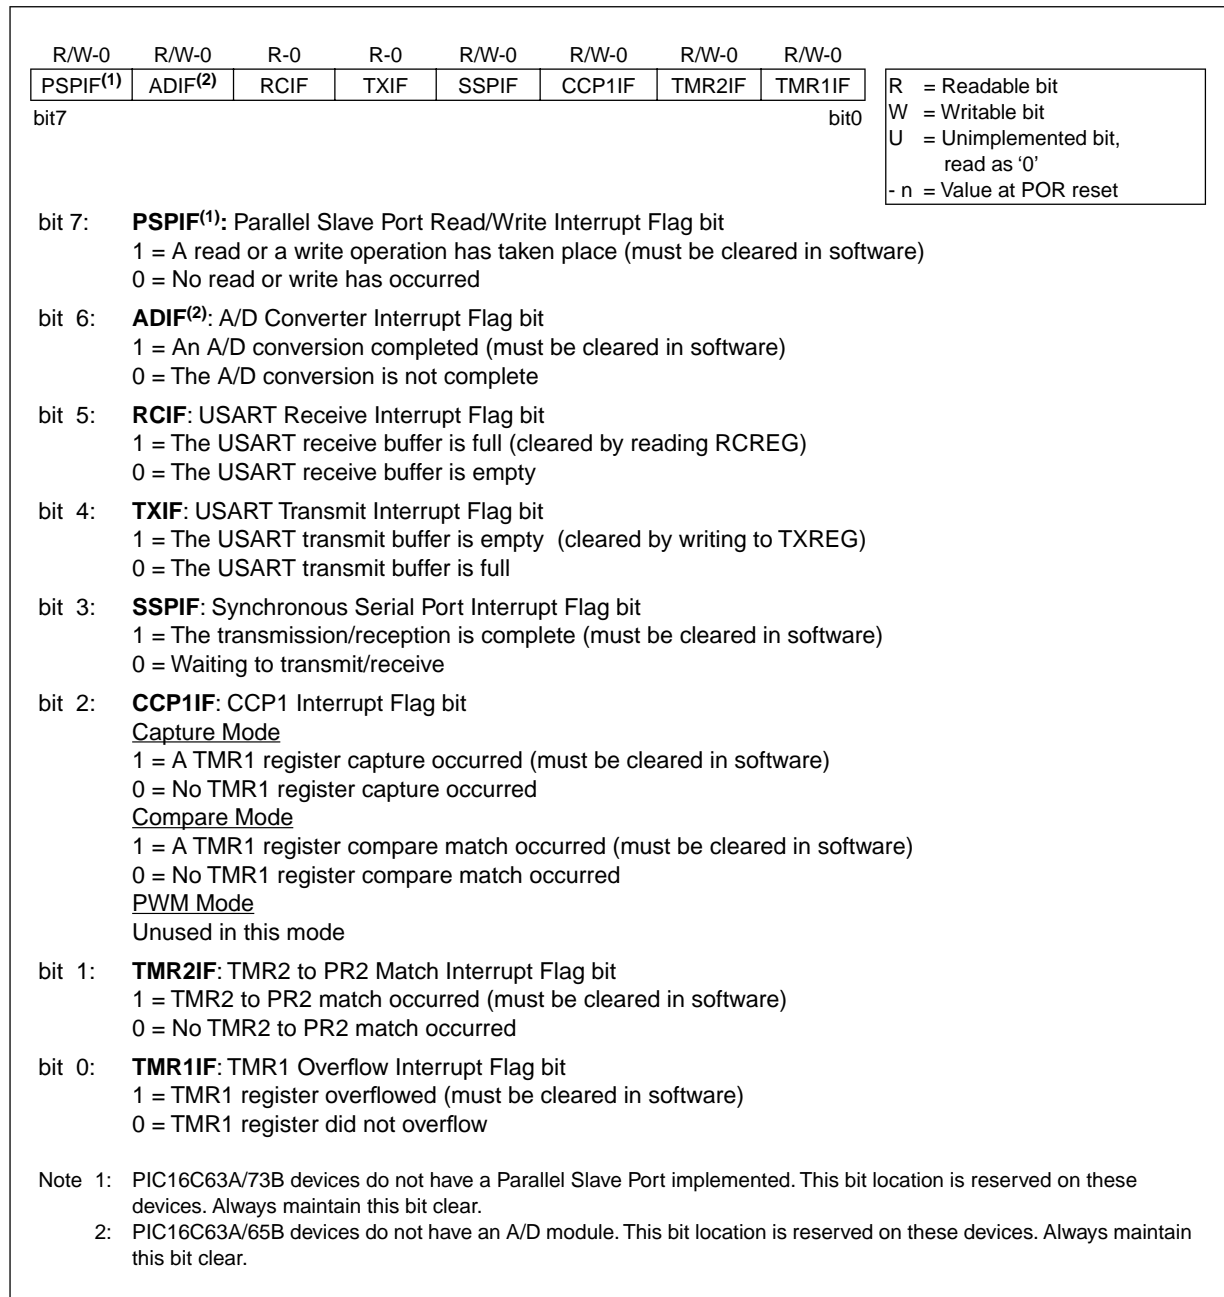 R/W-0 R/W-0 R-0 R-0 R/W-0 R/W-0 R/W-0 R/W-0
PSPIF(1) ADIF(2) RCIF TXIF SSPIF CCP1IF TMR2IF TMR1IF
bit7 bit0
R = Readable bit
W = Writable bit
U = Unimplemented bit,
read as ‘0’
- n = Value at POR reset
bit 7: PSPIF(1): Parallel Slave Port Read/Write Interrupt Flag bit
1 = A read or a write operation has taken place (must be cleared in software)
0 = No read or write has occurred
bit 6: ADIF(2): A/D Converter Interrupt Flag bit
1 = An A/D conversion completed (must be cleared in software)
0 = The A/D conversion is not complete
bit 5: RCIF: USART Receive Interrupt Flag bit
1 = The USART receive buffer is full (cleared by reading RCREG)
0 = The USART receive buffer is empty
bit 4: TXIF: USART Transmit Interrupt Flag bit
1 = The USART transmit buffer is empty (cleared by writing to TXREG)
0 = The USART transmit buffer is full
bit 3: SSPIF: Synchronous Serial Port Interrupt Flag bit
1 = The transmission/reception is complete (must be cleared in software)
0 = Waiting to transmit/receive
bit 2: CCP1IF: CCP1 Interrupt Flag bit
Capture Mode
1 = A TMR1 register capture occurred (must be cleared in software)
0 = No TMR1 register capture occurred
Compare Mode
1 = A TMR1 register compare match occurred (must be cleared in software)
0 = No TMR1 register compare match occurred
PWM Mode
Unused in this mode
bit 1: TMR2IF: TMR2 to PR2 Match Interrupt Flag bit
1 = TMR2 to PR2 match occurred (must be cleared in software)
0 = No TMR2 to PR2 match occurred
bit 0: TMR1IF: TMR1 Overflow Interrupt Flag bit
1 = TMR1 register overflowed (must be cleared in software)
0 = TMR1 register did not overflow
Note 1: PIC16C63A/73B devices do not have a Parallel Slave Port implemented. This bit location is reserved on these
devices. Always maintain this bit clear.
2: PIC16C63A/65B devices do not have an A/D module. This bit location is reserved on these devices. Always maintain
this bit clear.